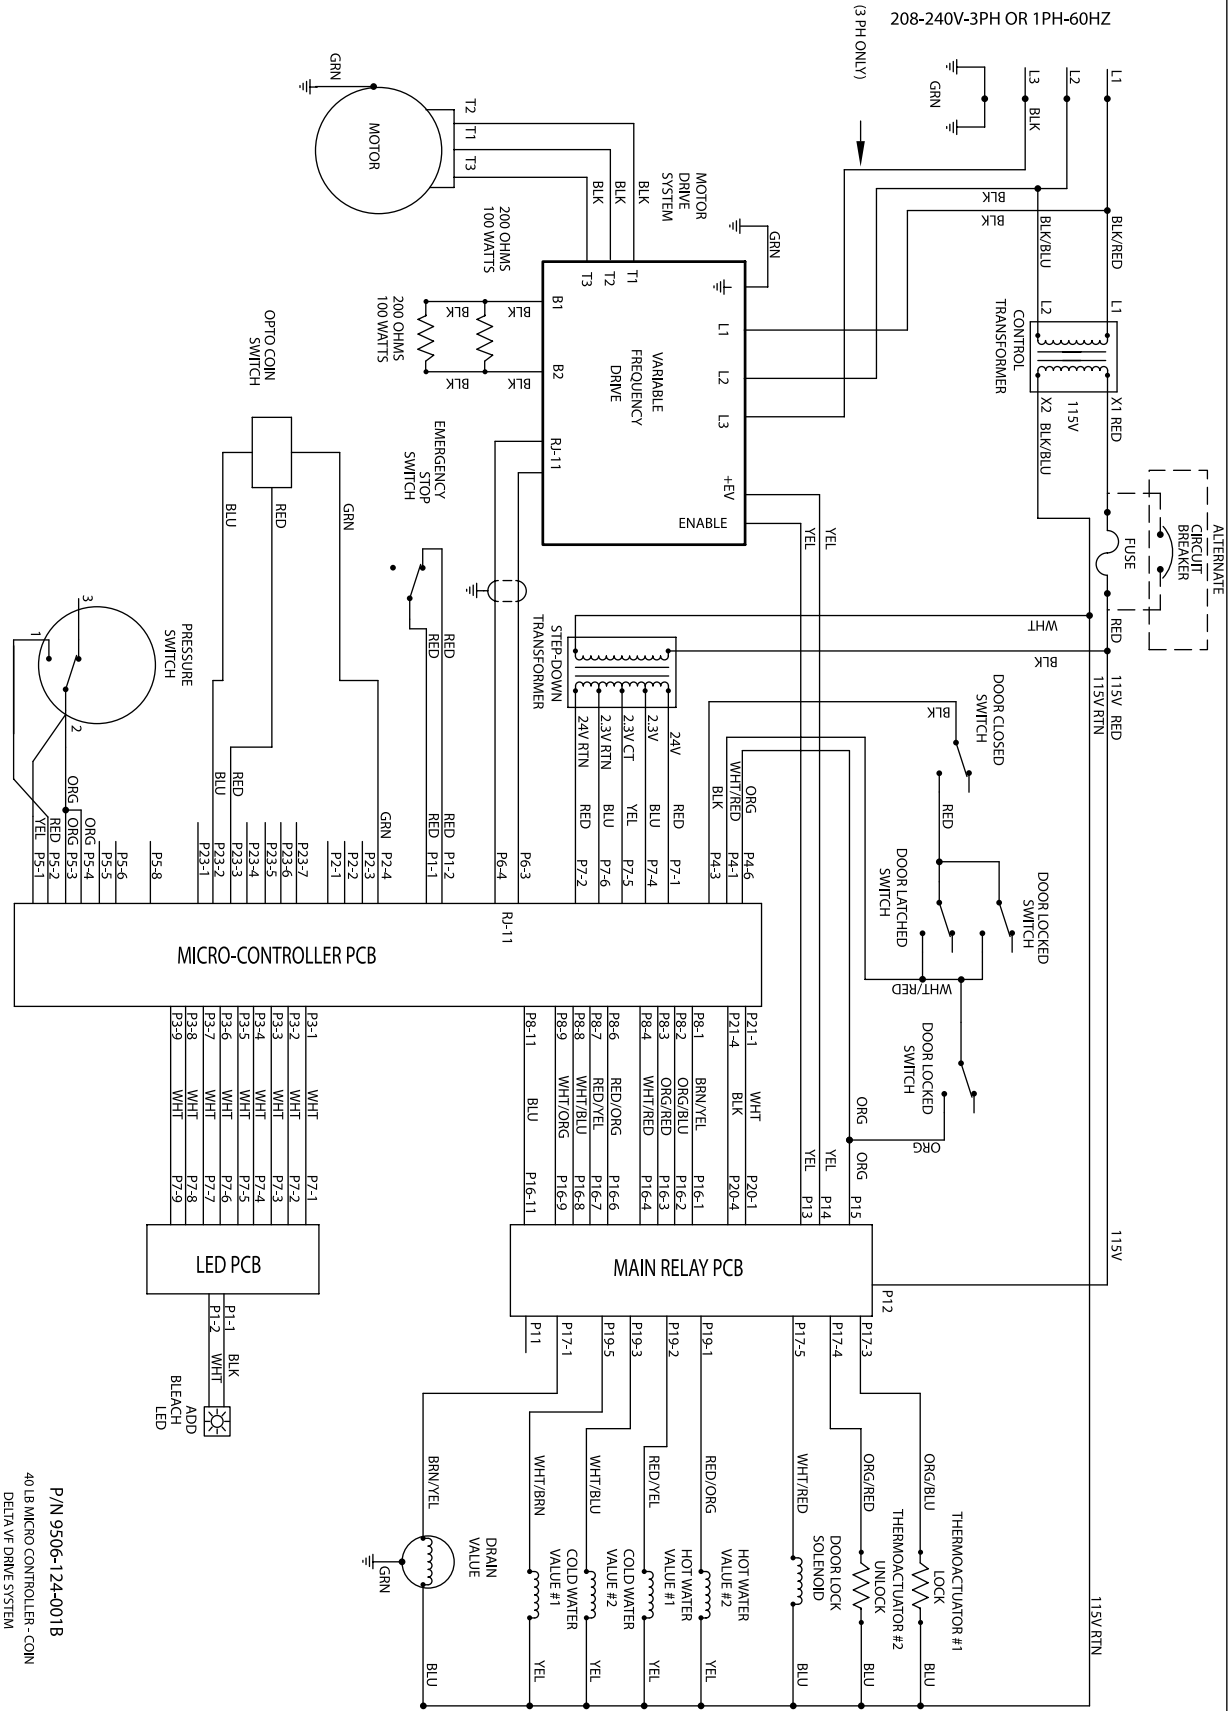 208-240V-3PH OR 1PH-60HZ
(3 PH ONLY)
L1
L2
L3
BLK
GRN
GRN
MOTOR
T2
T1
T3
BLK
BLK
BLK
MOTOR
DRIVE
SYSTEM
GRN
BLK
BLK
BLK/RED
BLK/BLU
L1
L2
CONTROL
TRANSFORMER
X1 RED
115V
X2 BLK/BLU
ALTERNATE
CIRCUIT
BREAKER
FUSE
RED
115V RED
115V RTN
WHT
BLK
200 OHMS
100 WATTS
200 OHMS
100 WATTS
BLK
BLK
BLK
BLK
T1
T2
T3
B1
B2
RJ-11
L1
L2
L3
+EV
ENABLE
VARIABLE
FREQUENCY
DRIVE
YEL
YEL
OPTO COIN
SWITCH
BLU
RED
GRN
EMERGENCY
STOP
SWITCH
RED
RED
STEP-DOWN
TRANSFORMER
24V
2.3V
2.3V CT
2.3V RTN
24V RTN
RED
BLU
YEL
BLU
RED
DOOR CLOSED
SWITCH
BLK
RED
DOOR LATCHED
SWITCH
DOOR LOCKED
SWITCH
WHT/RED
DOOR LOCKED
SWITCH
ORG
PRESSURE
SWITCH
3
1
2
ORG
YEL
RED
ORG
ORG
BLU
RED
GRN
RED
RED
BLK
WHT/RED
ORG
P5-1
P5-2
P5-3
P5-4
P5-5
P5-6
P5-8
P23-1
P23-2
P23-3
P23-4
P23-5
P23-6
P23-7
P2-1
P2-2
P2-3
P2-4
P1-1
P1-2
P6-4
P6-3
P7-2
P7-6
P7-5
P7-4
P7-1
P4-3
P4-1
P4-6
RJ-11
MICRO-CONTROLLER PCB
P3-9
P3-8
P3-7
P3-6
P3-5
P3-4
P3-3
P3-2
P3-1
WHT
WHT
WHT
WHT
WHT
WHT
WHT
WHT
WHT
P7-9
P7-8
P7-7
P7-6
P7-5
P7-4
P7-3
P7-2
P7-1
P8-11
P8-9
P8-8
P8-7
P8-6
P8-4
P8-3
P8-2
P8-1
P21-4
P21-1
BLU
WHT/ORG
WHT/BLU
RED/YEL
RED/ORG
WHT/RED
ORG/RED
ORG/BLU
BRN/YEL
BLK
WHT
P16-11
P16-9
P16-8
P16-7
P16-6
P16-4
P16-3
P16-2
P16-1
P20-4
P20-1
YEL
YEL
ORG
ORG
P13
P14
P15
115V
LED PCB
MAIN RELAY PCB
P12
P1-2
P1-1
WHT
BLK
ADD
BLEACH
LED
P11
P17-1
P19-5
P19-3
P19-2
P19-1
P17-5
P17-4
P17-3
BRN/YEL
WHT/BRN
WHT/BLU
RED/YEL
RED/ORG
WHT/RED
ORG/RED
ORG/BLU
DRAIN
VALUE
GRN
COLD WATER
VALUE #1
COLD WATER
VALUE #2
HOT WATER
VALUE #1
HOT WATER
VALUE #2
DOOR LOCK
SOLENOID
THERMOACTUATOR #2
UNLOCK
THERMOACTUATOR #1
LOCK
BLU
YEL
YEL
YEL
YEL
BLU
BLU
BLU
115V RTN
P/N 9506-124-001B
40 LB MICRO CONTROLLER - COIN
DELTA VF DRIVE SYSTEM